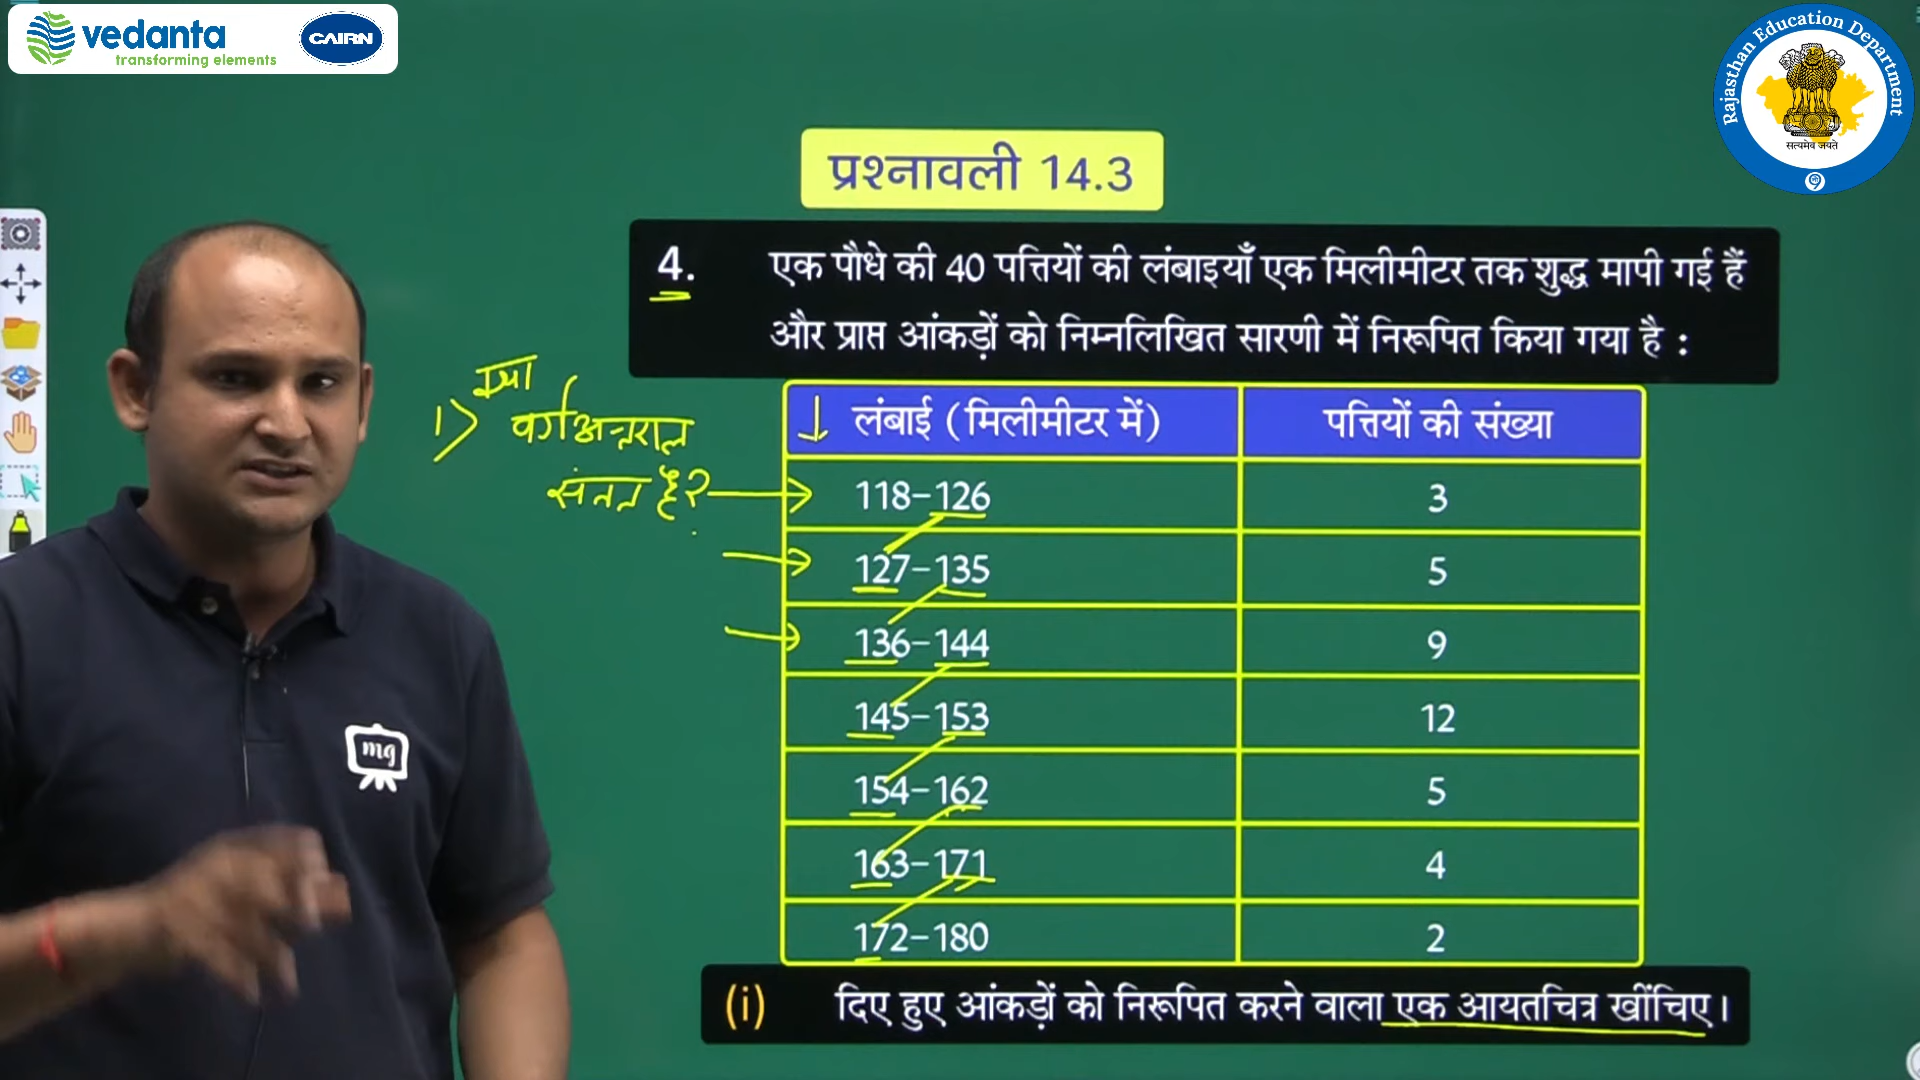 vedanta
transforming elements
CAIRN
Rajasthan Education Department
सत्यमेव जयते
प्रश्नावली 14.3
4. एक पौधे की 40 पत्तियों की लंबाइयाँ एक मिलीमीटर तक शुद्ध मापी गई हैं
और प्राप्त आंकड़ों को निम्नलिखित सारणी में निरूपित किया गया है :
1) क्या
वर्ग अन्तराल
संतत है?
लंबाई (मिलीमीटर में) पत्तियों की संख्या
118-126 3
127-135 5
136-144 9
145-153 12
154-162 5
163-171 4
172-180 2
(i) दिए हुए आंकड़ों को निरूपित करने वाला एक आयतचित्र खींचिए।
mg